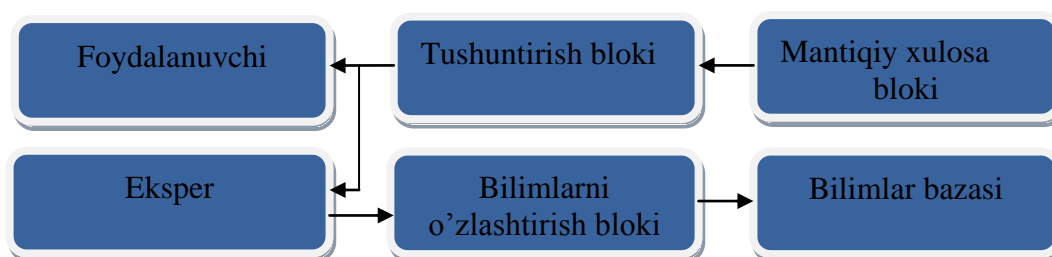 Foydalanuvchi
Tushuntirish bloki
Mantiqiy xulosa
bloki
Eksper
Bilimlarni
o’zlashtirish bloki
Bilimlar bazasi